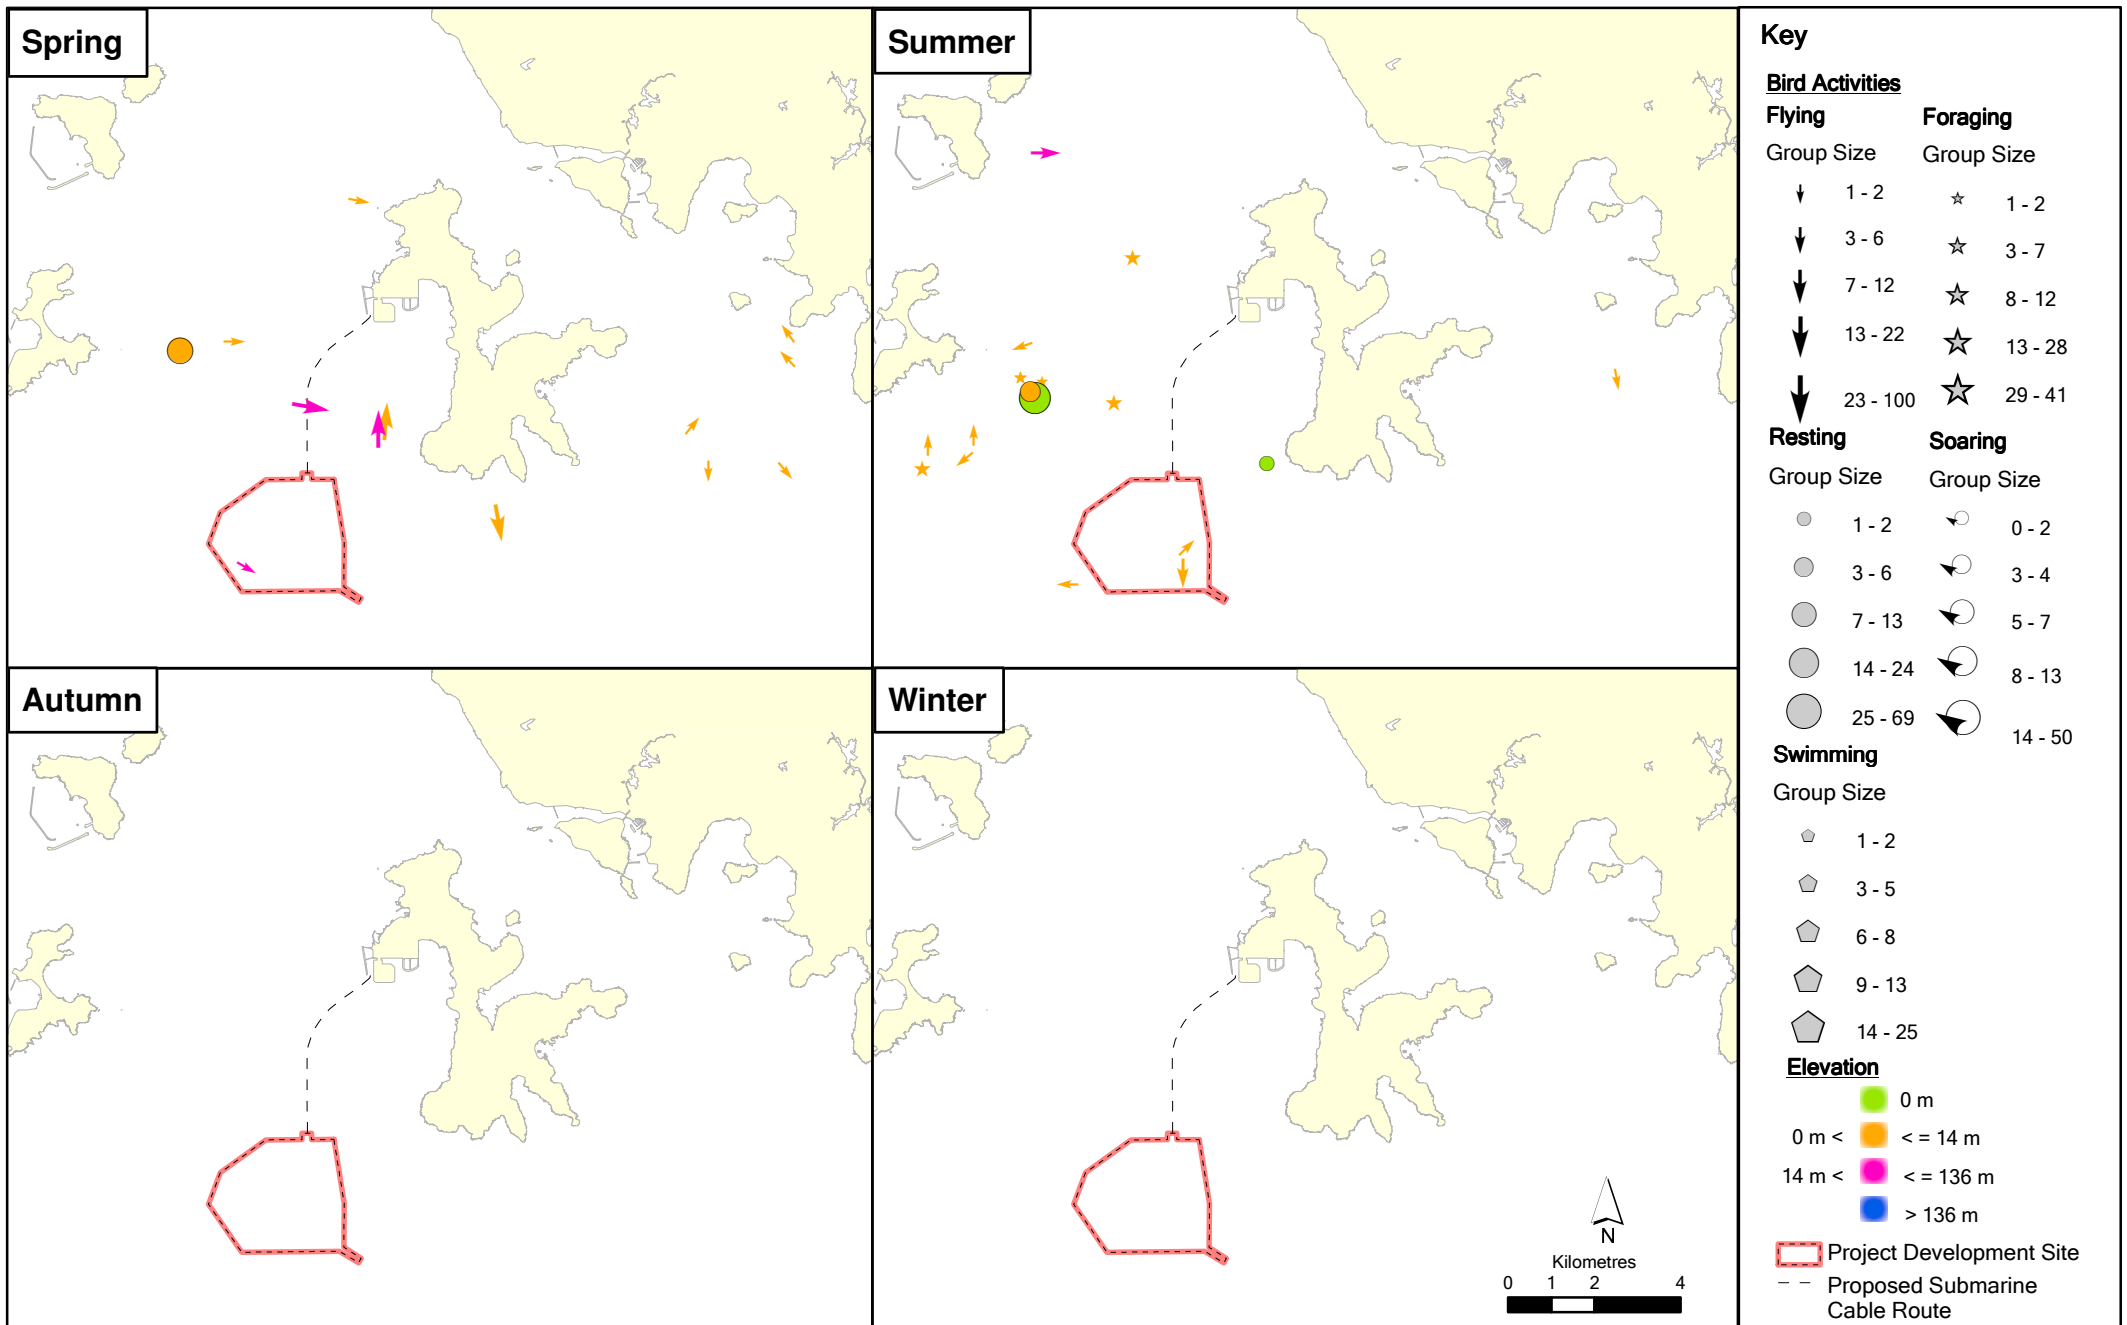 Spring
Summer
Autumn
Winter
N
Kilometres
0 1 2 4
Key
Bird Activities
Flying
Group Size
1 - 2
3 - 6
7 - 12
13 - 22
23 - 100
Foraging
Group Size
1 - 2
3 - 7
8 - 12
13 - 28
29 - 41
Resting
Group Size
1 - 2
3 - 6
7 - 13
14 - 24
25 - 69
Soaring
Group Size
0 - 2
3 - 4
5 - 7
8 - 13
14 - 50
Swimming
Group Size
1 - 2
3 - 5
6 - 8
9 - 13
14 - 25
Elevation
0 m
0 m < < = 14 m
14 m < < = 136 m
> 136 m
Project Development Site
Proposed Submarine
Cable Route